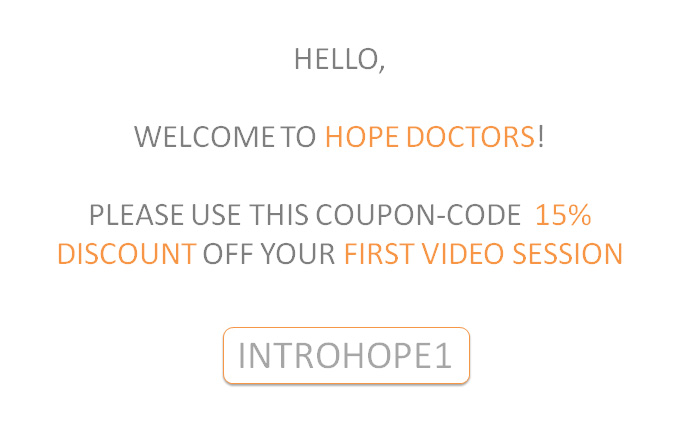 HELLO,
WELCOME TO HOPE DOCTORS!
PLEASE USE THIS COUPON-CODE 15%
DISCOUNT OFF YOUR FIRST VIDEO SESSION
INTROHOPE1